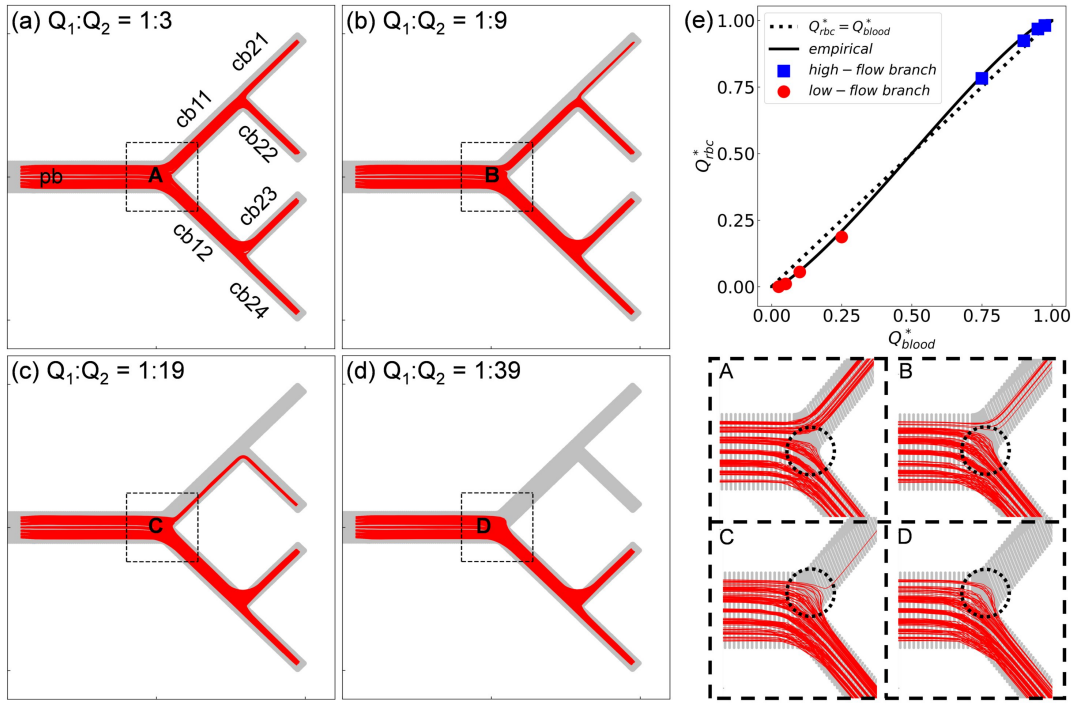 (a) Q₁:Q₂ = 1:3
cb21
cb11
cb22
pb
A
cb23
cb12
cb24
(b) Q₁:Q₂ = 1:9
B
(c) Q₁:Q₂ = 1:19
C
(d) Q₁:Q₂ = 1:39
D
(e)
1.00
0.75
0.50
0.25
0.00
Q*rbc
Q*rbc = Q*blood
empirical
high − flow branch
low − flow branch
0.00 0.25 0.50 0.75 1.00
Q*blood
A
B
C
D